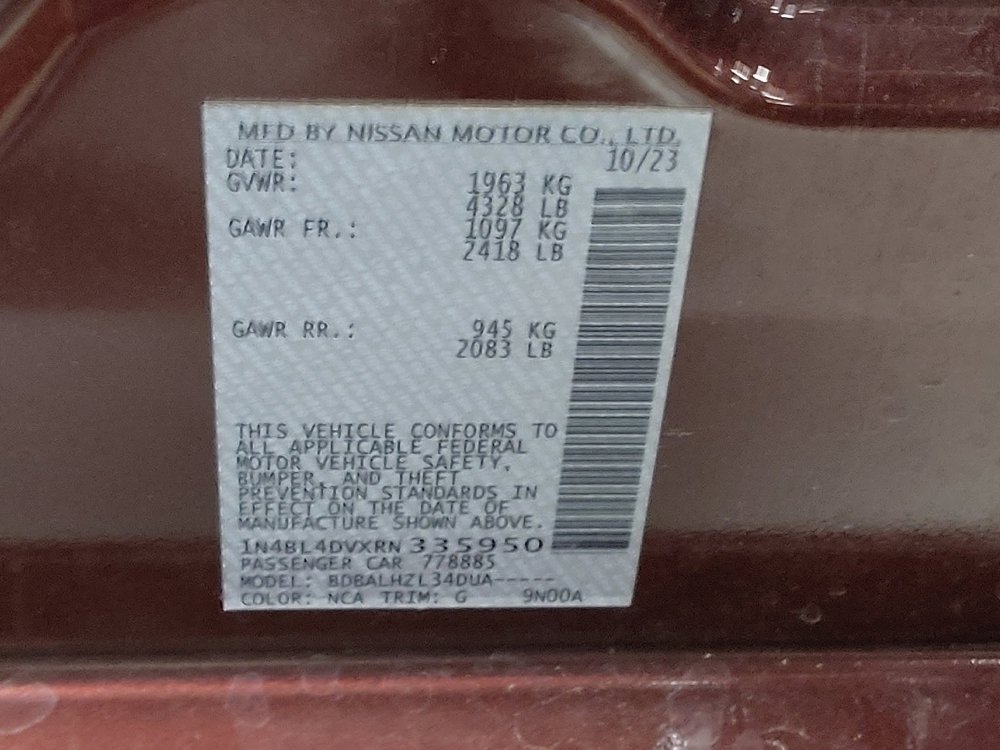 MFD BY NISSAN MOTOR CO., LTD.
DATE: 10/23
GVWR: 1963 KG
4328 LB
GAWR FR.: 1097 KG
2418 LB
GAWR RR.: 945 KG
2083 LB
THIS VEHICLE CONFORMS TO
ALL APPLICABLE FEDERAL
MOTOR VEHICLE SAFETY,
BUMPER, AND THEFT
PREVENTION STANDARDS IN
EFFECT ON THE DATE OF
MANUFACTURE SHOWN ABOVE.
1N4BL4DVXRN335950
PASSENGER CAR 778885
MODEL: BDBALHZL34DUA-----
COLOR: NCA TRIM: G 9N00A